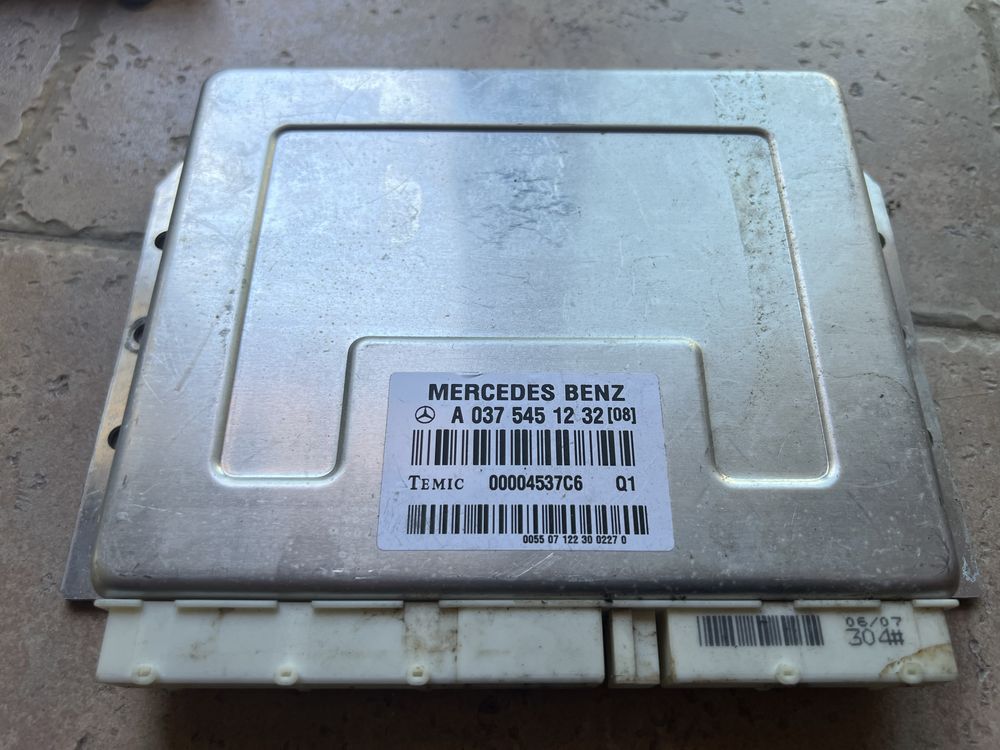 MERCEDES BENZ
A 037 545 12 32 [08]
TEMIC 00004537C6 Q1
0055 07 122 30 0227 0
06/07
304#